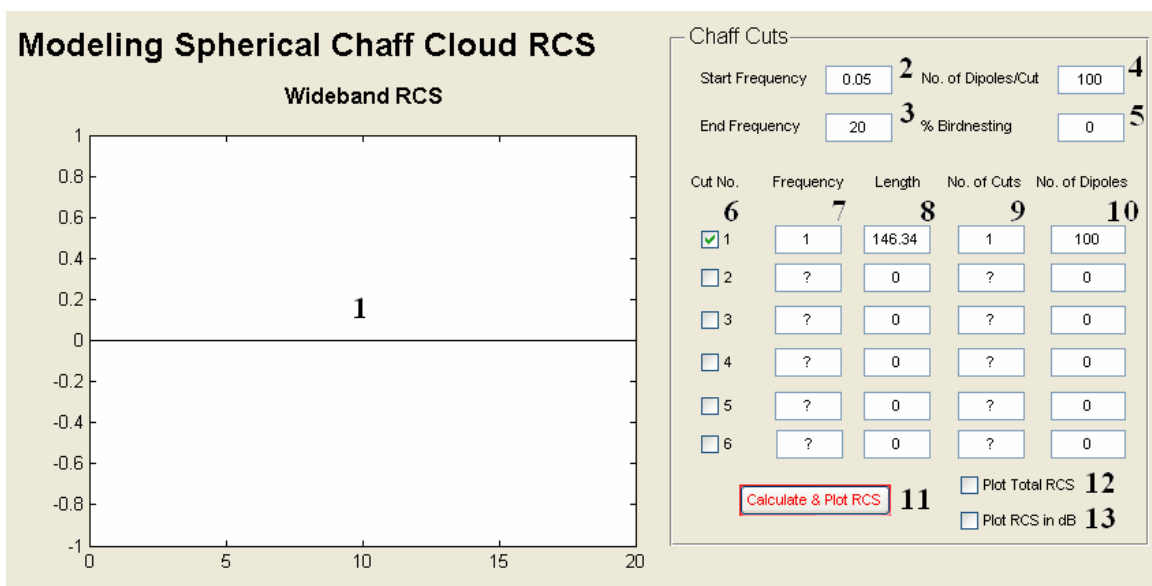 Modeling Spherical Chaff Cloud RCS
Wideband RCS
1
0.8
0.6
0.4
0.2
0
-0.2
-0.4
-0.6
-0.8
-1
0 5 10 15 20
1
Chaff Cuts
Start Frequency 0.05 2 No. of Dipoles/Cut 100 4
End Frequency 20 3 % Birdnesting 0 5
Cut No. Frequency Length No. of Cuts No. of Dipoles
6 7 8 9 10
1 1 146.34 1 100
2 ? 0 ? 0
3 ? 0 ? 0
4 ? 0 ? 0
5 ? 0 ? 0
6 ? 0 ? 0
Calculate & Plot RCS 11
Plot Total RCS 12
Plot RCS in dB 13